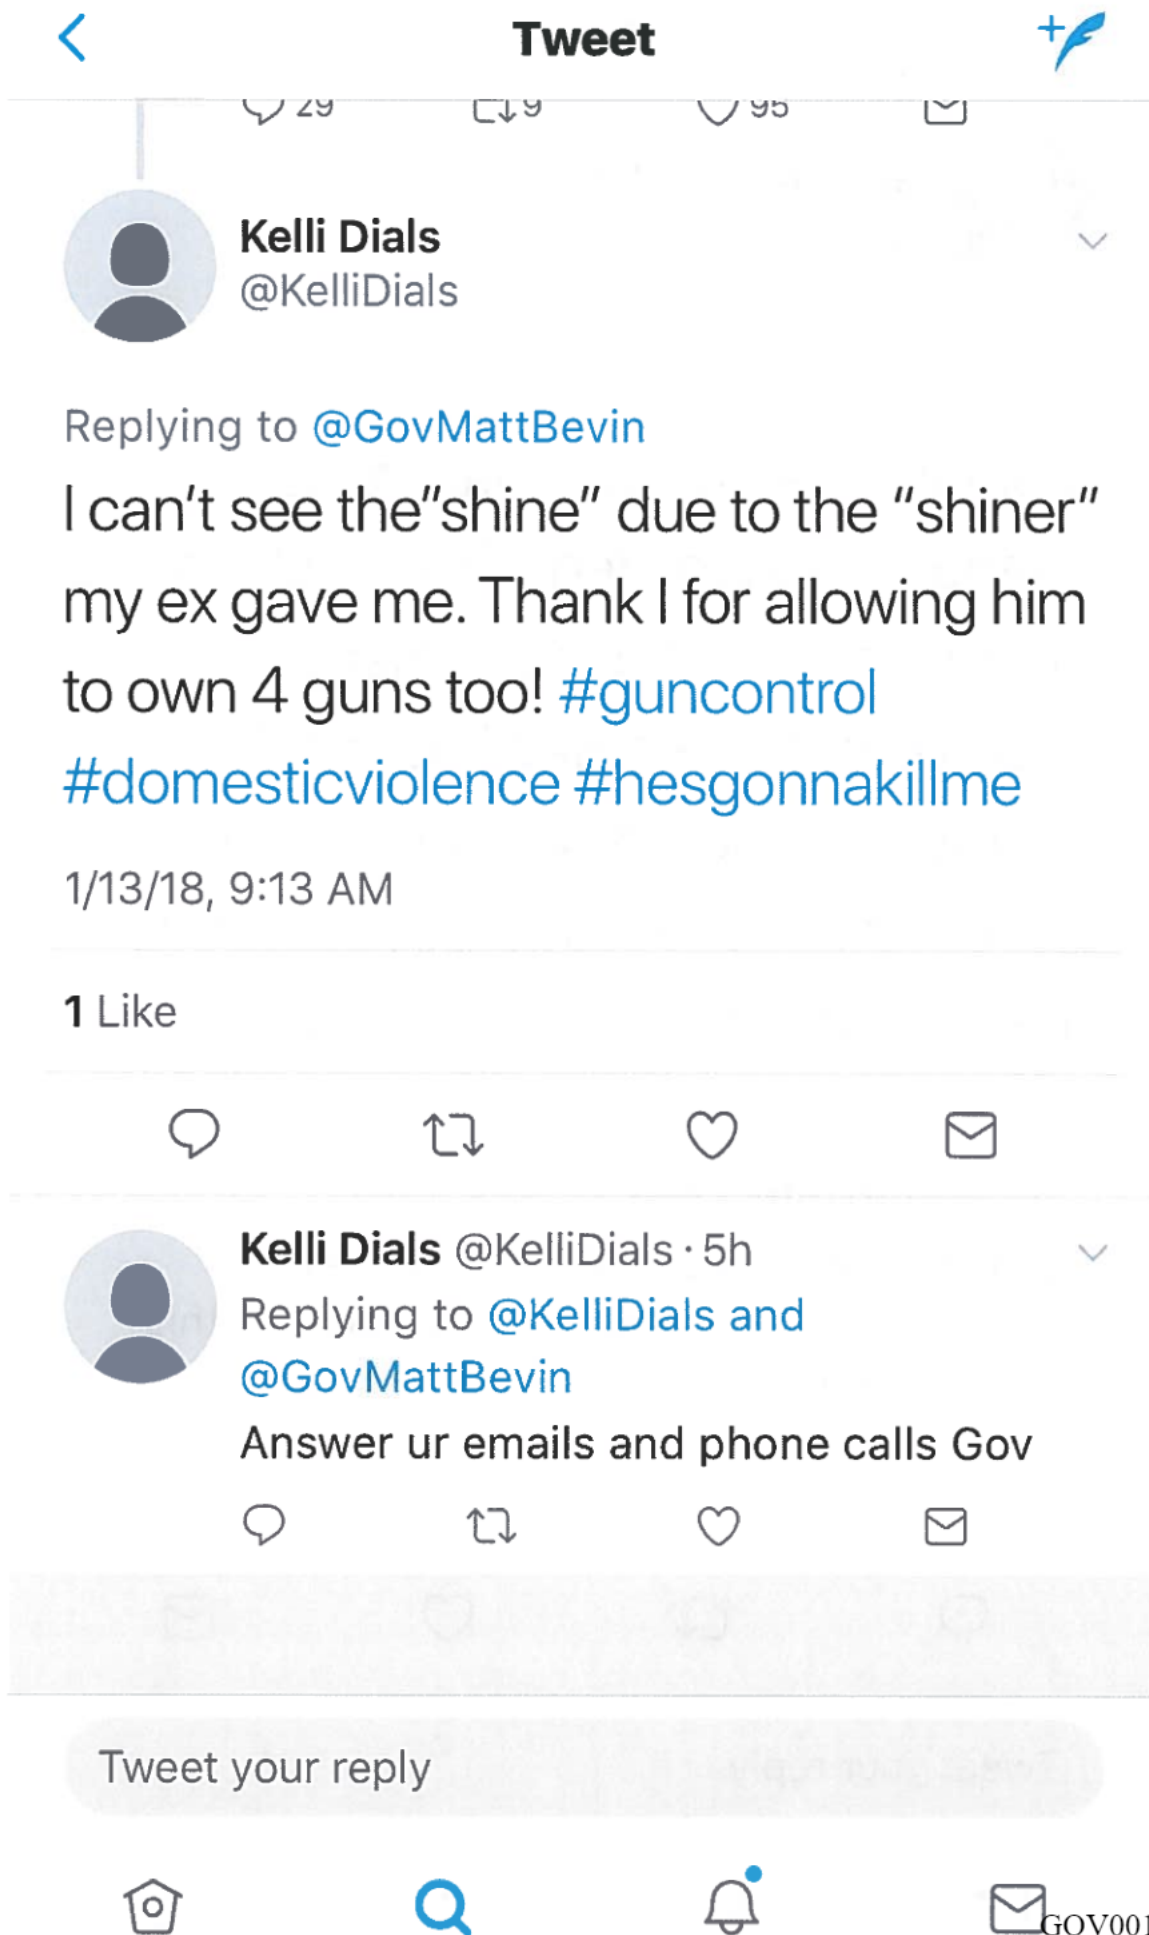 Tweet
29 9 95
Kelli Dials
@KelliDials
Replying to @GovMattBevin
I can't see the"shine" due to the "shiner"
my ex gave me. Thank I for allowing him
to own 4 guns too! #guncontrol
#domesticviolence #hesgonnakillme
1/13/18, 9:13 AM
1 Like
Kelli Dials @KelliDials · 5h
Replying to @KelliDials and
@GovMattBevin
Answer ur emails and phone calls Gov
Tweet your reply
GOV001